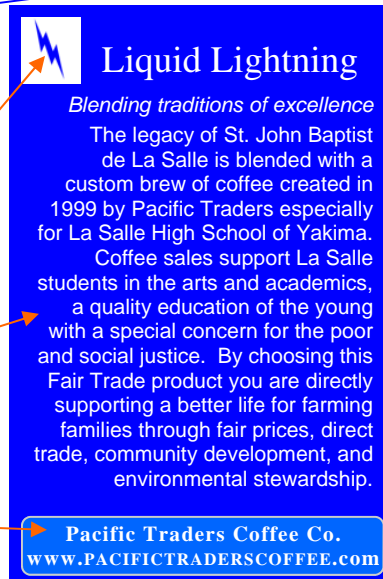 Liquid Lightning
Blending traditions of excellence
The legacy of St. John Baptist
de La Salle is blended with a
custom brew of coffee created in
1999 by Pacific Traders especially
for La Salle High School of Yakima.
Coffee sales support La Salle
students in the arts and academics,
a quality education of the young
with a special concern for the poor
and social justice.  By choosing this
Fair Trade product you are directly
supporting a better life for farming
families through fair prices, direct
trade, community development, and
environmental stewardship.
Pacific Traders Coffee Co.
www.PACIFICTRADERSCOFFEE.com